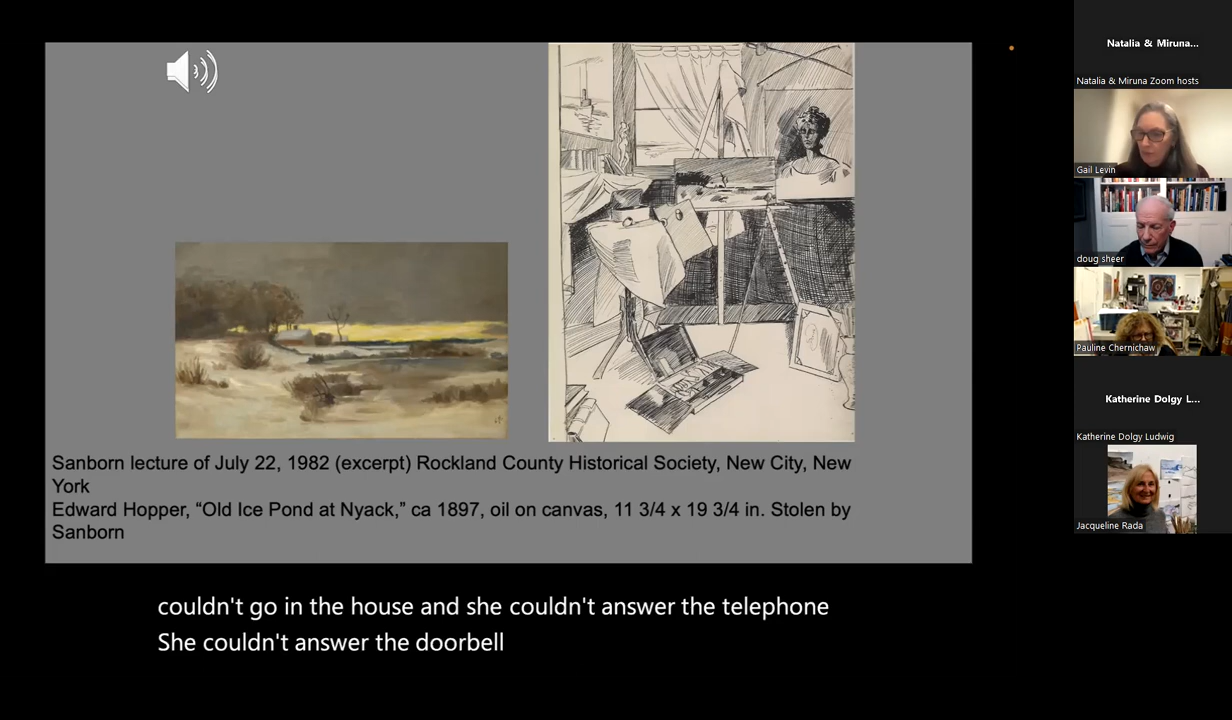 Natalia & Miruna...
Natalia & Miruna Zoom hosts
Gail Levin
doug sheer
Pauline Chernichaw
Katherine Dolgy L...
Katherine Dolgy Ludwig
Jacqueline Rada
Sanborn lecture of July 22, 1982 (excerpt) Rockland County Historical Society, New City, New
York
Edward Hopper, “Old Ice Pond at Nyack,” ca 1897, oil on canvas, 11 3/4 x 19 3/4 in. Stolen by
Sanborn
couldn't go in the house and she couldn't answer the telephone
She couldn't answer the doorbell